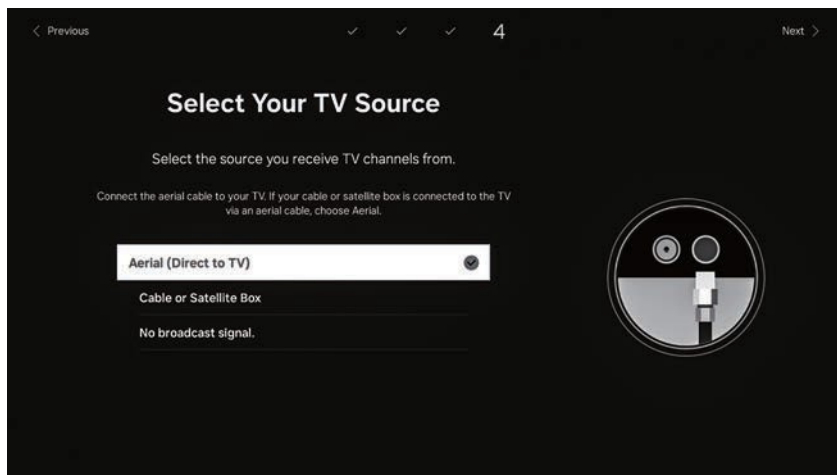 Previous
4
Next
Select Your TV Source
Select the source you receive TV channels from.
Connect the aerial cable to your TV. If your cable or satellite box is connected to the TV
via an aerial cable, choose Aerial.
Aerial (Direct to TV)
Cable or Satellite Box
No broadcast signal.